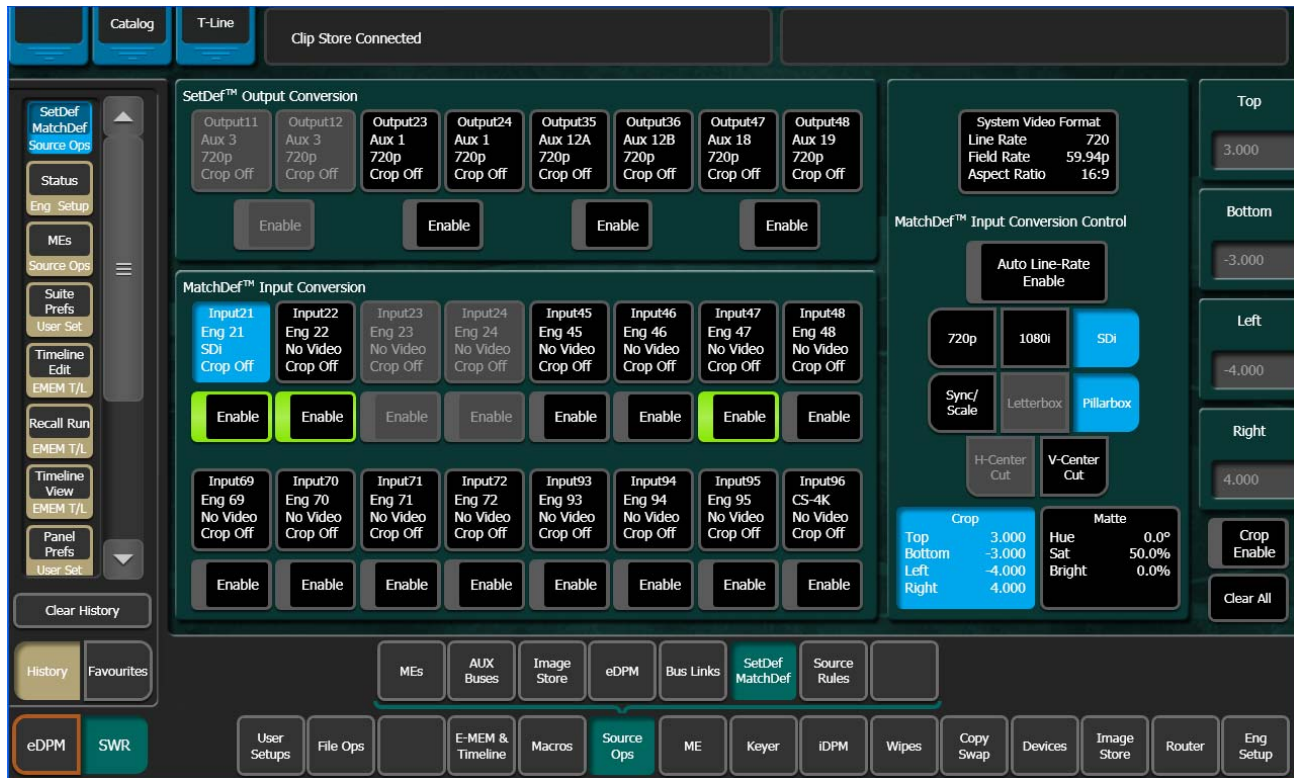 Catalog
T-Line
Clip Store Connected
SetDef
MatchDef
Source Ops
Status
Eng Setup
MEs
Source Ops
Suite
Prefs
User Set
Timeline
Edit
EMEM T/L
Recall Run
EMEM T/L
Timeline
View
EMEM T/L
Panel
Prefs
User Set
Clear History
History Favourites
SetDef™ Output Conversion
Output11 Output12 Output23 Output24 Output35 Output36 Output47 Output48
Aux 3 Aux 3 Aux 1 Aux 1 Aux 12A Aux 12B Aux 18 Aux 19
720p 720p 720p 720p 720p 720p 720p 720p
Crop Off Crop Off Crop Off Crop Off Crop Off Crop Off Crop Off Crop Off
Enable Enable Enable Enable
MatchDef™ Input Conversion
Input21 Input22 Input23 Input24 Input45 Input46 Input47 Input48
Eng 21 Eng 22 Eng 23 Eng 24 Eng 45 Eng 46 Eng 47 Eng 48
SDi No Video No Video No Video No Video No Video No Video No Video
Crop Off Crop Off Crop Off Crop Off Crop Off Crop Off Crop Off Crop Off
Enable Enable Enable Enable Enable Enable Enable Enable
Input69 Input70 Input71 Input72 Input93 Input94 Input95 Input96
Eng 69 Eng 70 Eng 71 Eng 72 Eng 93 Eng 94 Eng 95 CS-4K
No Video No Video No Video No Video No Video No Video No Video No Video
Crop Off Crop Off Crop Off Crop Off Crop Off Crop Off Crop Off Crop Off
Enable Enable Enable Enable Enable Enable Enable Enable
System Video Format
Line Rate 720
Field Rate 59.94p
Aspect Ratio 16:9
MatchDef™ Input Conversion Control
Auto Line-Rate
Enable
720p 1080i SDi
Sync/
Scale
Letterbox
Pillarbox
H-Center
Cut
V-Center
Cut
Crop
Top 3.000
Bottom -3.000
Left -4.000
Right 4.000
Matte
Hue 0.0°
Sat 50.0%
Bright 0.0%
Top
3.000
Bottom
-3.000
Left
-4.000
Right
4.000
Crop
Enable
Clear All
MEs
AUX
Buses
Image
Store
eDPM
Bus Links
SetDef
MatchDef
Source
Rules
eDPM
SWR
User
Setups
File Ops
E-MEM &
Timeline
Macros
Source
Ops
ME
Keyer
iDPM
Wipes
Copy
Swap
Devices
Image
Store
Router
Eng
Setup